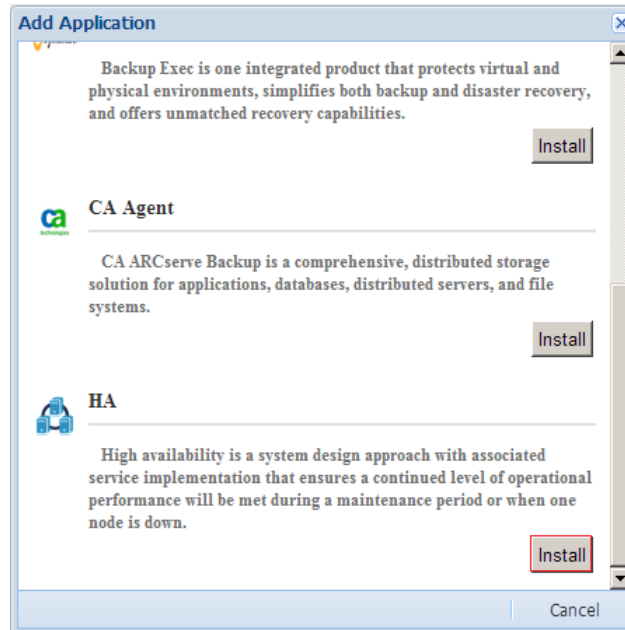 Add Application
Backup Exec is one integrated product that protects virtual and
physical environments, simplifies both backup and disaster recovery,
and offers unmatched recovery capabilities.
Install
ca
technologies
CA Agent
CA ARCserve Backup is a comprehensive, distributed storage
solution for applications, databases, distributed servers, and file
systems.
Install
HA
High availability is a system design approach with associated
service implementation that ensures a continued level of operational
performance will be met during a maintenance period or when one
node is down.
Install
Cancel